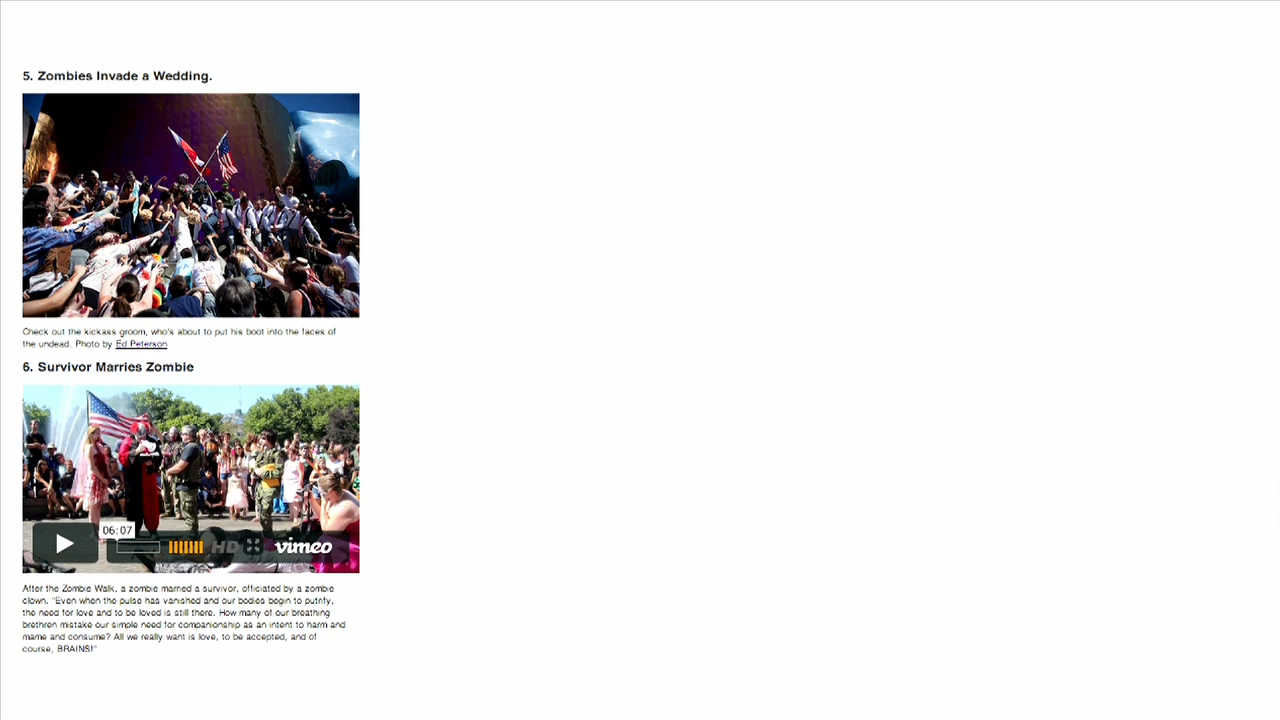 5. Zombies Invade a Wedding.
Check out the kickass groom, who's about to put his boot into the faces of
the undead. Photo by Ed Peterson
6. Survivor Marries Zombie
06:07
HD
vimeo
After the Zombie Walk, a zombie married a survivor, officiated by a zombie
clown. "Even when the pulse has vanished and our bodies begin to putrify,
the need for love and to be loved is still there. How many of our breathing
brethren mistake our simple need for companionship as an intent to harm and
mame and consume? All we really want is love, to be accepted, and of
course, BRAINS!"